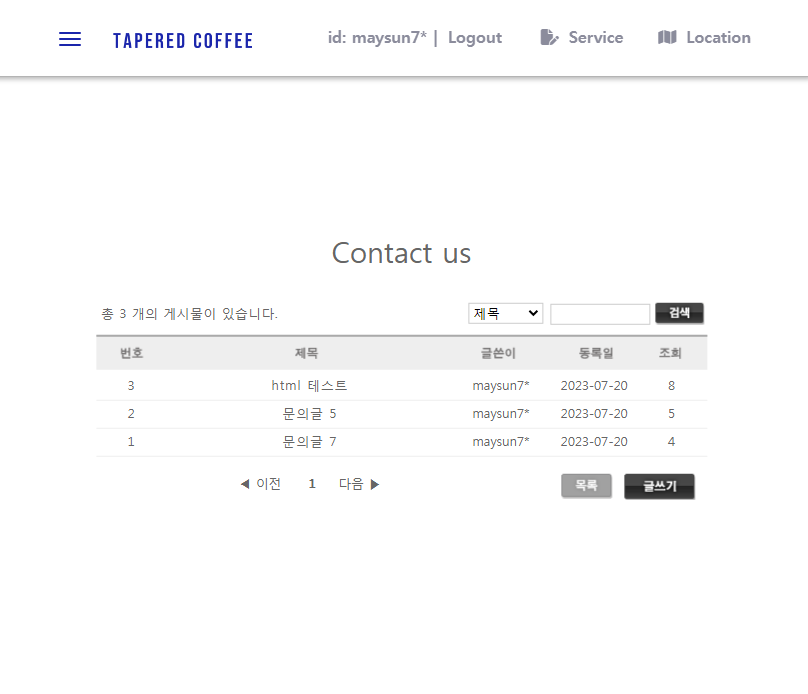 TAPERED COFFEE id: maysun7* | Logout Service Location
Contact us
총 3 개의 게시물이 있습니다. 제목 검색
번호 제목 글쓴이 등록일 조회
3 html 테스트 maysun7* 2023-07-20 8
2 문의글 5 maysun7* 2023-07-20 5
1 문의글 7 maysun7* 2023-07-20 4
◀ 이전 1 다음 ▶ 목록 글쓰기